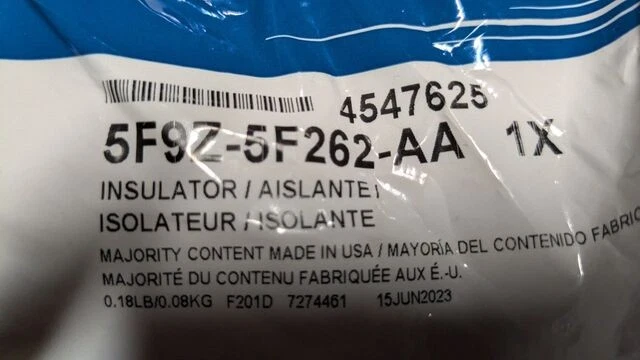 4547625
5F9Z-5F262-AA 1X
INSULATOR / AISLANTE
ISOLATEUR / ISOLANTE
MAJORITY CONTENT MADE IN USA / MAYORÍA DEL CONTENIDO FABRIC
MAJORITÉ DU CONTENU FABRIQUÉE AUX É.-U.
0.18LB/0.08KG F201D 7274461 15JUN2023